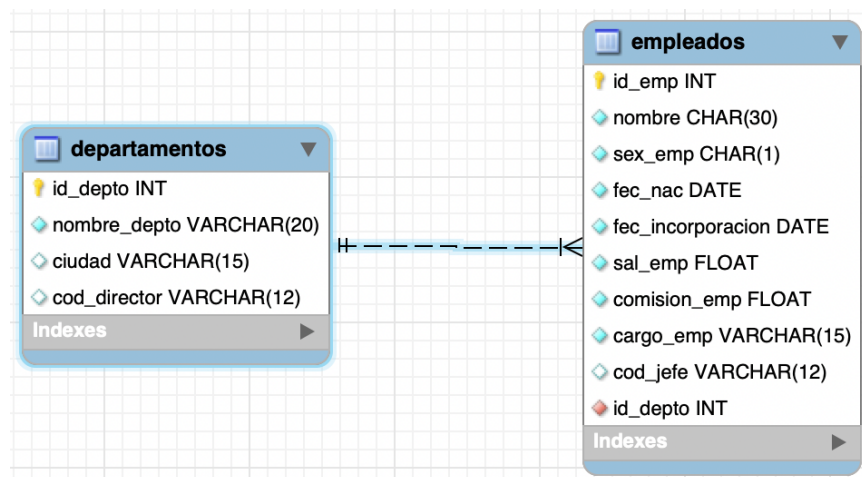 departamentos
id_depto INT
nombre_depto VARCHAR(20)
ciudad VARCHAR(15)
cod_director VARCHAR(12)
Indexes
empleados
id_emp INT
nombre CHAR(30)
sex_emp CHAR(1)
fec_nac DATE
fec_incorporacion DATE
sal_emp FLOAT
comision_emp FLOAT
cargo_emp VARCHAR(15)
cod_jefe VARCHAR(12)
id_depto INT
Indexes